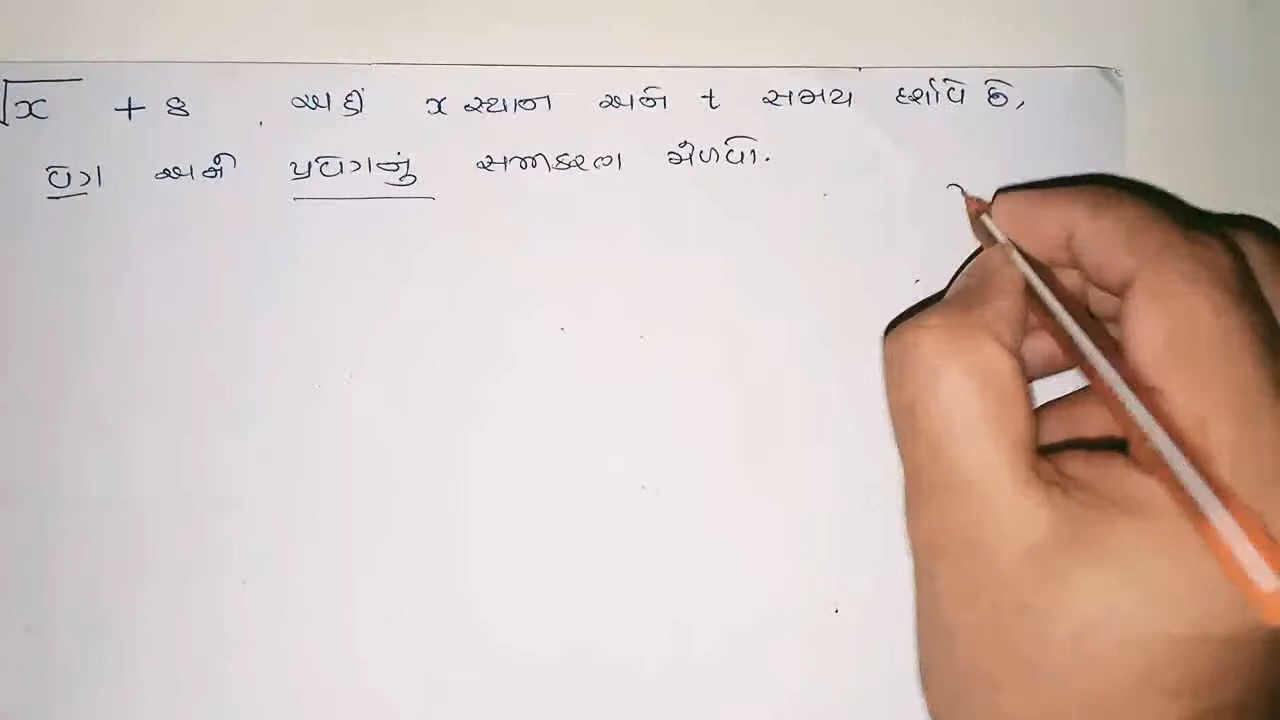 √x + 8 અહીં x સ્થાન અને t સમય દર્શાવે છે,
વેગ અને પ્રવેગનું સમીકરણ મેળવો.